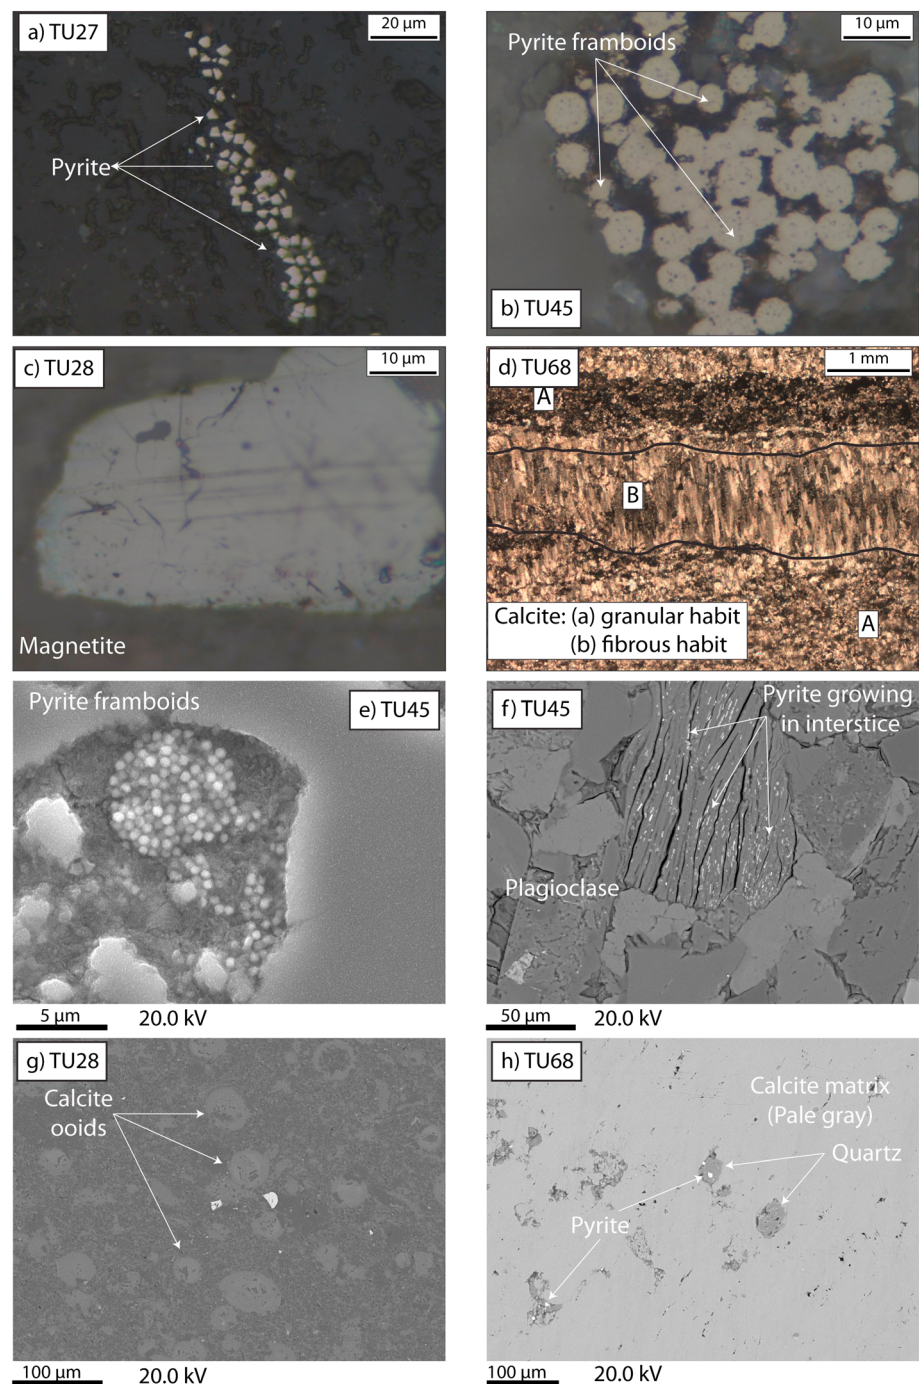 a) TU27
20 µm
Pyrite
Pyrite framboids
10 µm
b) TU45
c) TU28
10 µm
Magnetite
d) TU68
1 mm
A
B
A
Calcite: (a) granular habit
(b) fibrous habit
Pyrite framboids
e) TU45
5 µm
20.0 kV
f) TU45
Pyrite growing
in interstice
Plagioclase
50 µm
20.0 kV
g) TU28
Calcite
ooids
100 µm
20.0 kV
h) TU68
Calcite matrix
(Pale gray)
Quartz
Pyrite
100 µm
20.0 kV